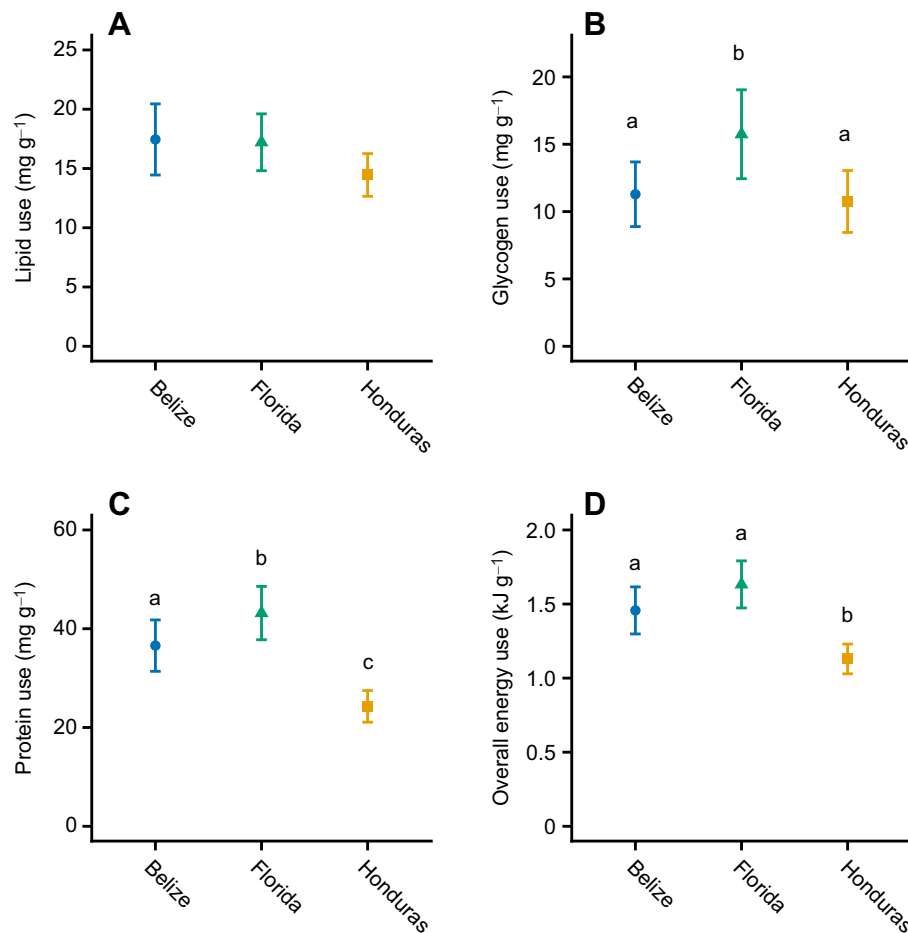 A
Lipid use (mg g⁻¹)
25
20
15
10
5
0
Belize
Florida
Honduras
B
Glycogen use (mg g⁻¹)
20
15
10
5
0
a
b
a
Belize
Florida
Honduras
C
Protein use (mg g⁻¹)
60
40
20
0
a
b
c
Belize
Florida
Honduras
D
Overall energy use (kJ g⁻¹)
2.0
1.5
1.0
0.5
0
a
a
b
Belize
Florida
Honduras